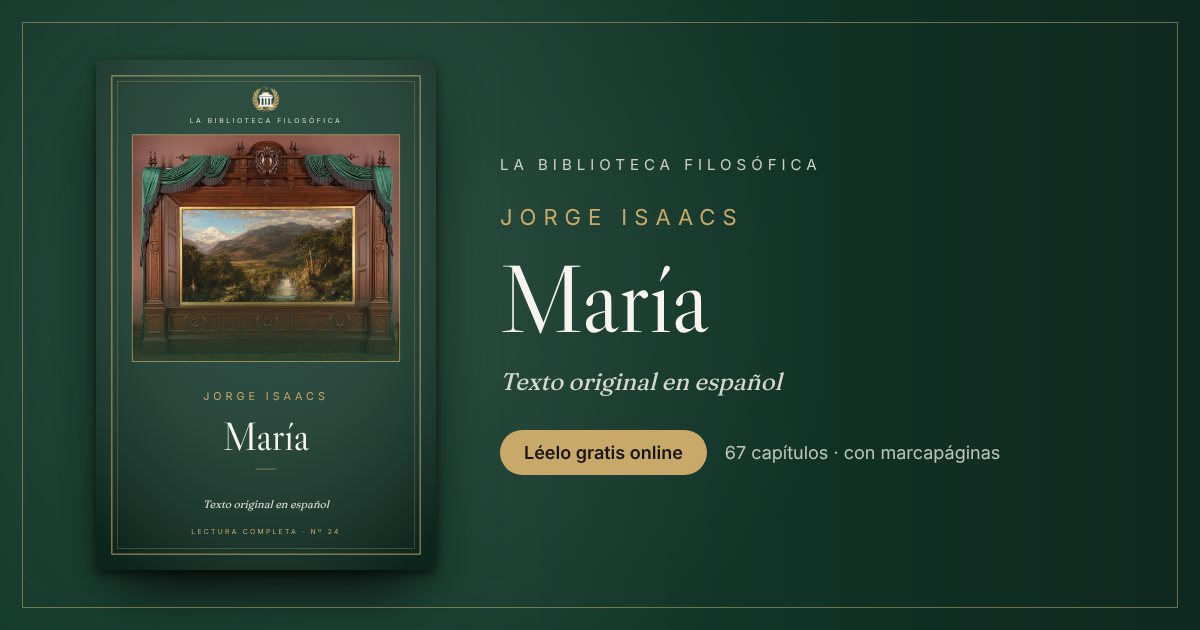 LA BIBLIOTECA FILOSÓFICA
JORGE ISAACS
María
Texto original en español
LECTURA COMPLETA · Nº 24
LA BIBLIOTECA FILOSÓFICA
JORGE ISAACS
María
Texto original en español
Léelo gratis online
67 capítulos · con marcapáginas